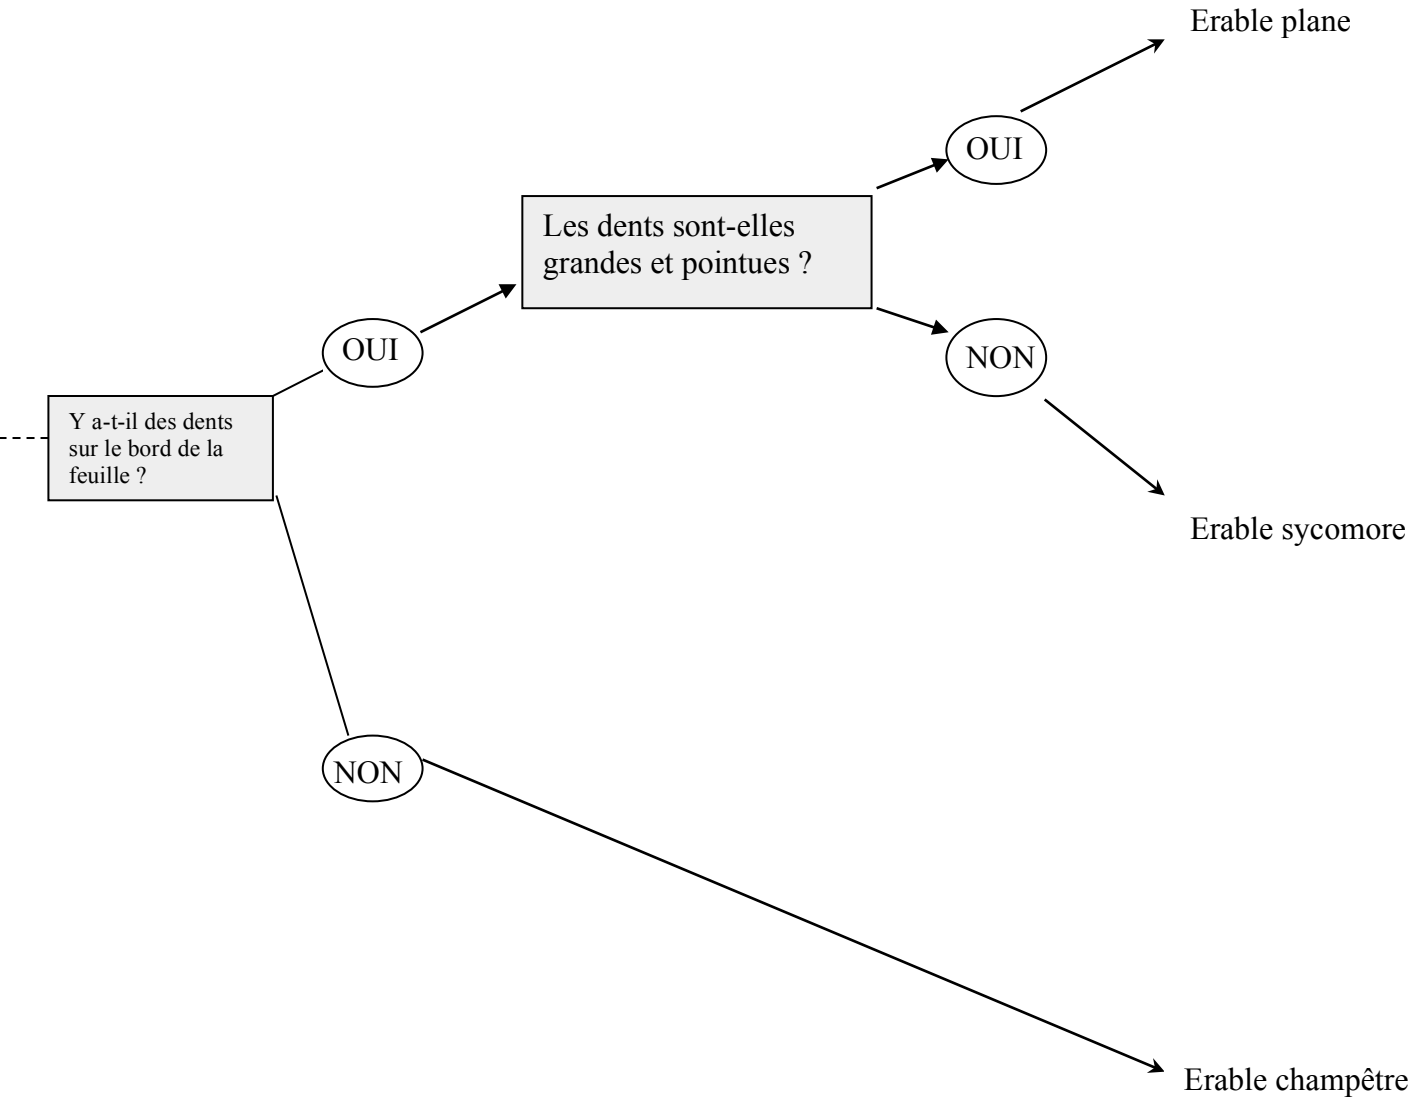 Erable plane
OUI
Les dents sont-elles
grandes et pointues ?
OUI
NON
Y a-t-il des dents
sur le bord de la
feuille ?
Erable sycomore
NON
Erable champêtre